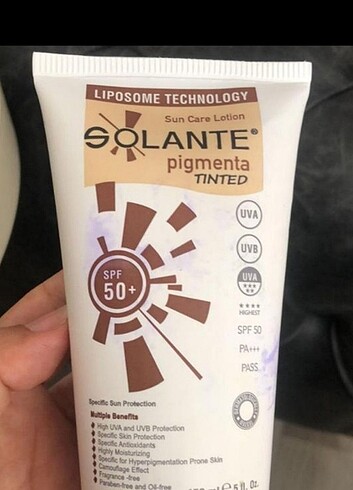 LIPOSOME TECHNOLOGY
Sun Care Lotion
SOLANTE®
pigmenta
TINTED
UVA
UVB
UVA
★★★
★★
★★★★
HIGHEST
SPF 50
PA+++
PASS.
SPF
50+
Specific Sun Protection
Multiple Benefits
High UVA and UVB Protection
Specific Skin Protection
Specific Antioxidants
Highly Moisturizing
Specific for Hyperpigmentation Prone Skin
Camouflage Effect
Fragrance -free
Paraben-free and Oil-free
5 fl. Oz.